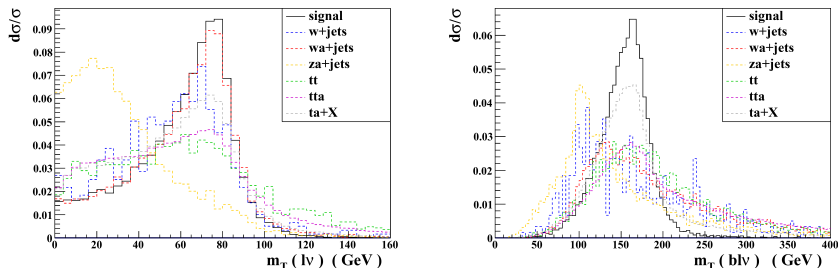 dσ/σ
0.09
0.08
0.07
0.06
0.05
0.04
0.03
0.02
0.01
0
signal
w+jets
wa+jets
za+jets
tt
tta
ta+X
0 20 40 60 80 100 120 140 160
m_T ( lν ) ( GeV )
dσ/σ
0.06
0.05
0.04
0.03
0.02
0.01
0
signal
w+jets
wa+jets
za+jets
tt
tta
ta+X
0 50 100 150 200 250 300 350 400
m_T ( blν ) ( GeV )